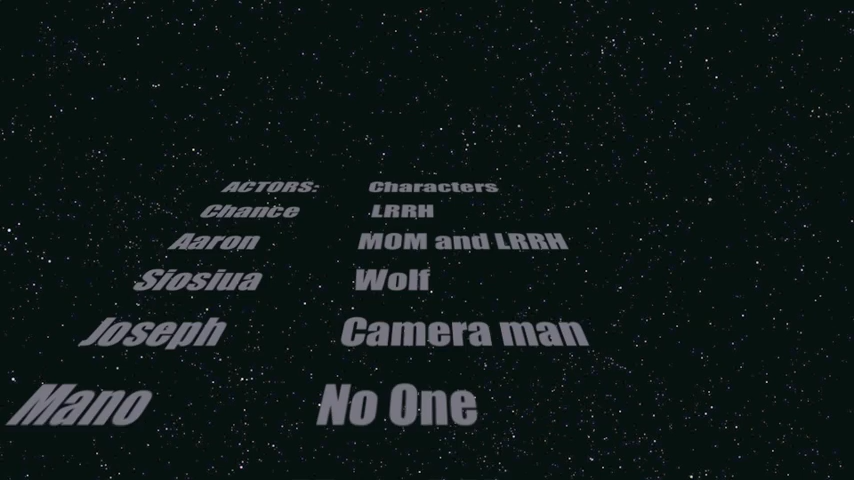 ACTORS: Characters
Chance LRRH
Aaron MOM and LRRH
Siosiua Wolf
Joseph Camera man
Mano No One